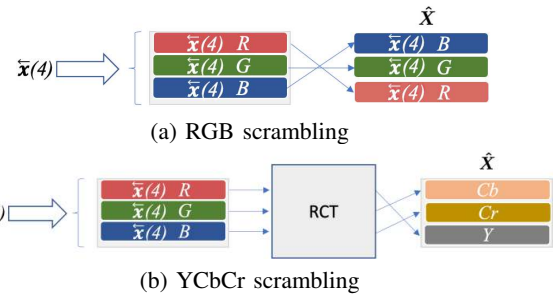 X̂
x⃖(4)
x⃖(4) R
x⃖(4) B
x⃖(4) G
x⃖(4) G
x⃖(4) B
x⃖(4) R
(a) RGB scrambling
X̂
)
x⃖(4) R
Cb
x⃖(4) G
RCT
Cr
x⃖(4) B
Y
(b) YCbCr scrambling